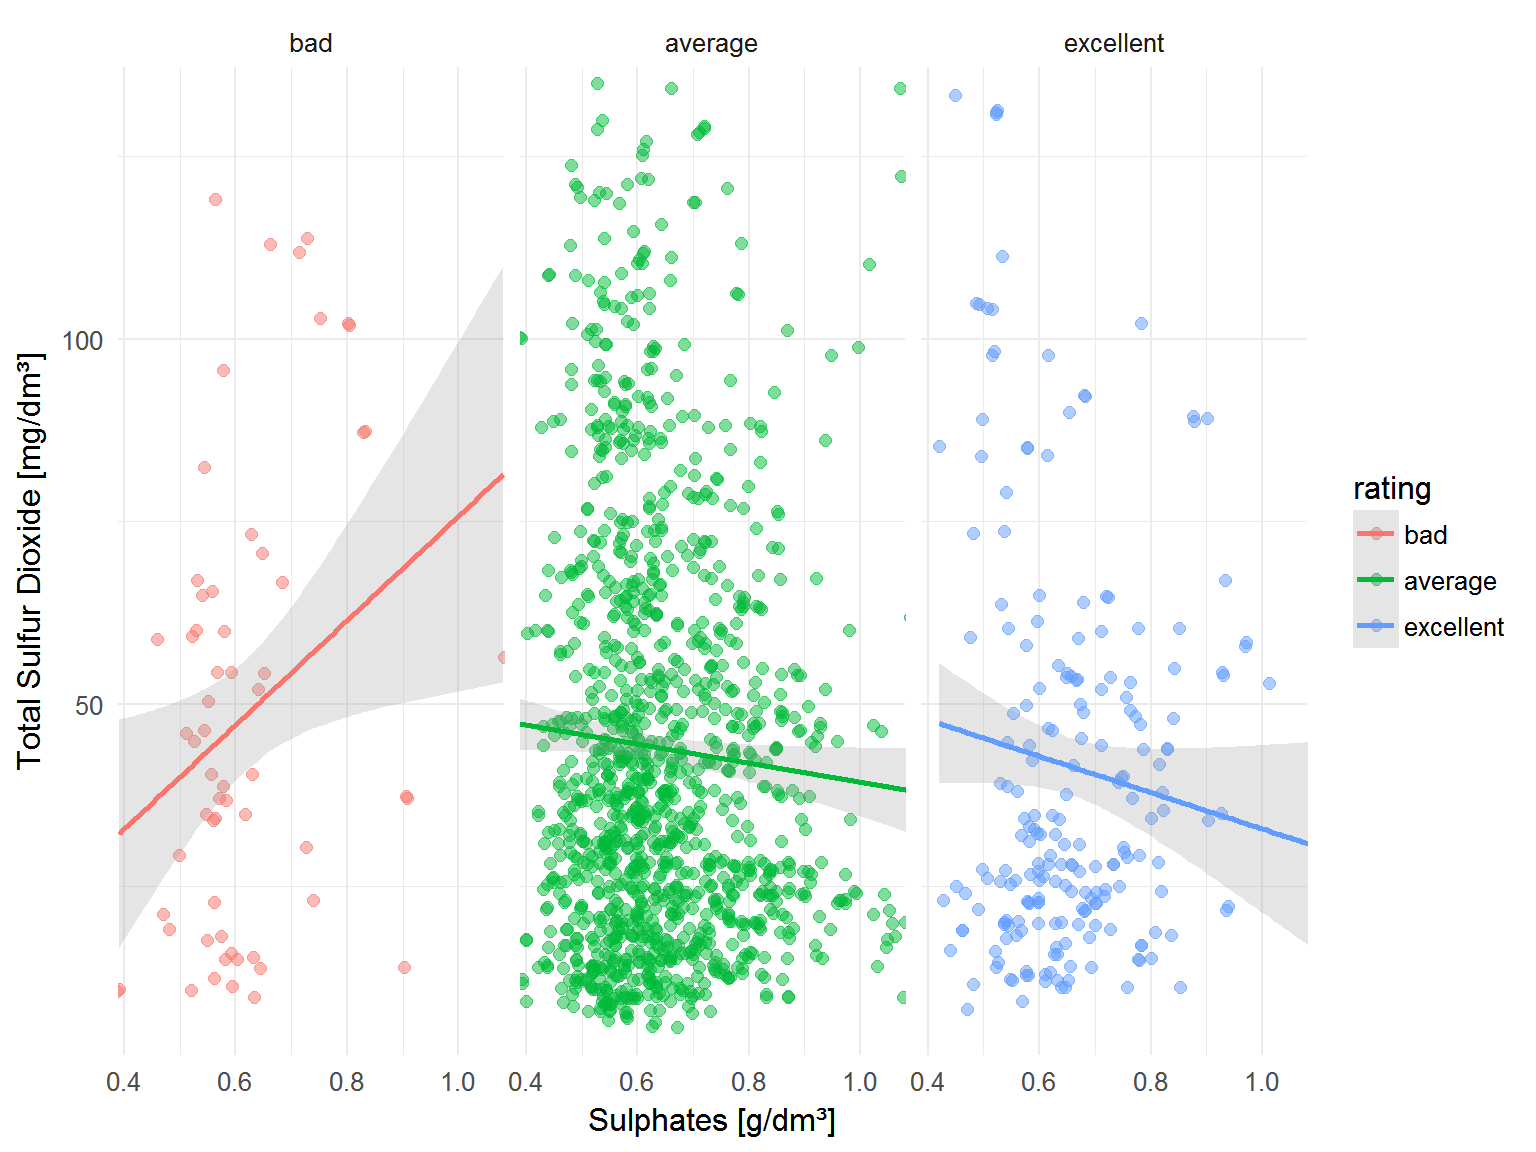 bad average excellent
Total Sulfur Dioxide [mg/dm³]
100
50
0.4 0.6 0.8 1.0 0.4 0.6 0.8 1.0 0.4 0.6 0.8 1.0
Sulphates [g/dm³]
rating
bad
average
excellent